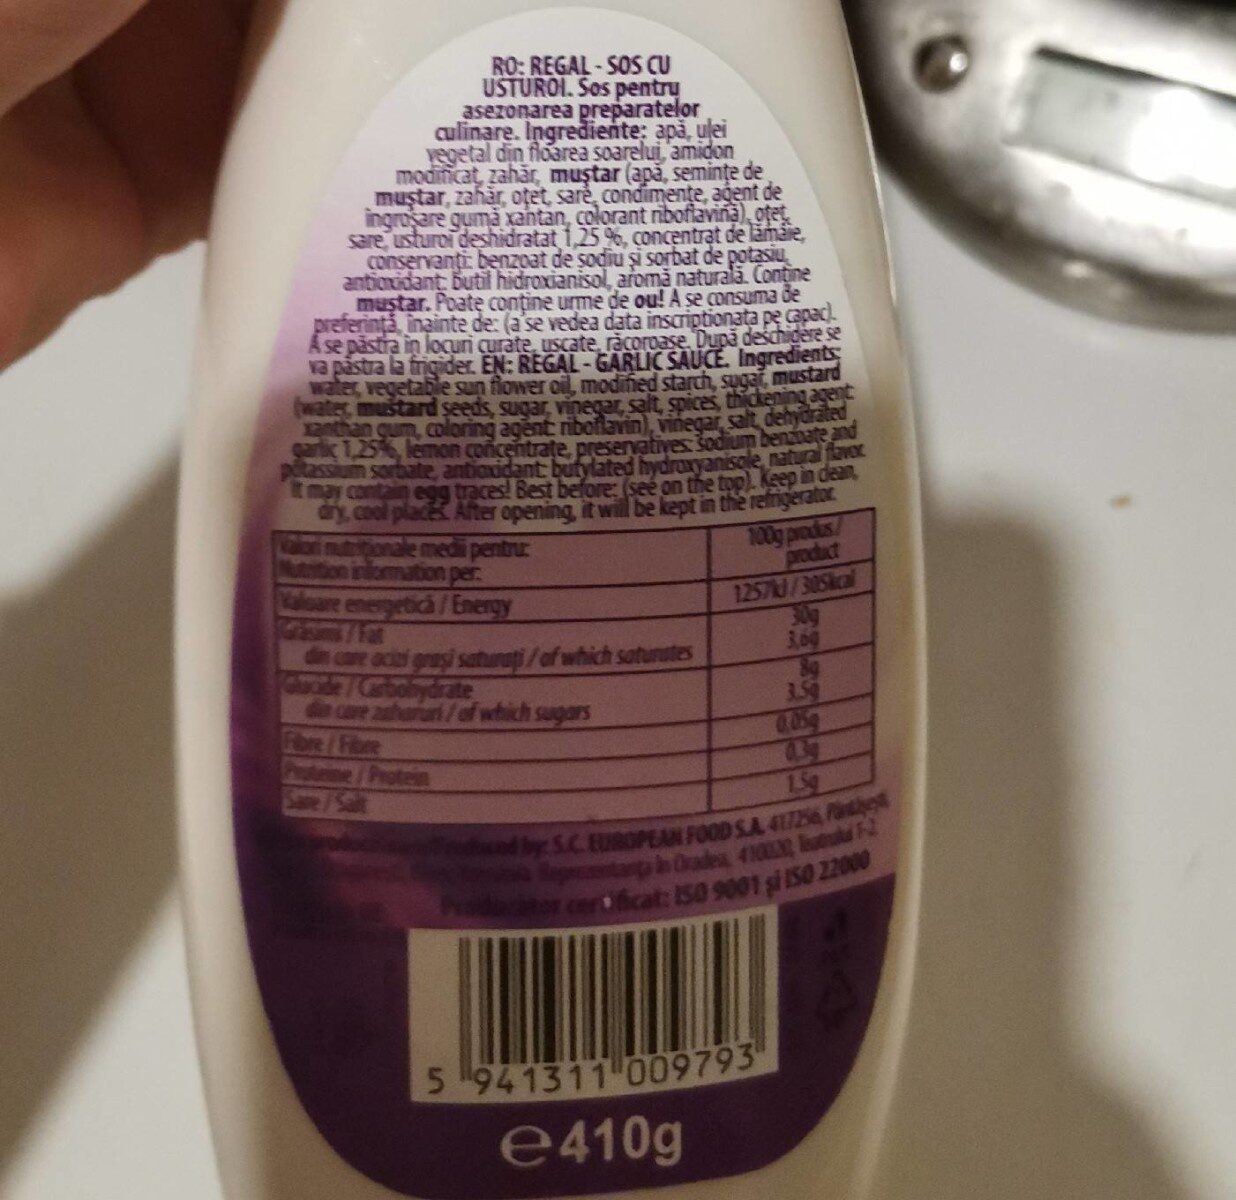 RO: REGAL - SOS CU
USTUROI. Sos pentru
asezonarea preparatelor
culinare. Ingrediente: apă, ulei
vegetal din floarea soarelui, amidon
modificat, zahăr, muștar (apă, semințe de
muștar, zahăr, oțet, sare, condimente, agent de
îngroșare gumă xantan, colorant riboflavină), oțet,
sare, usturoi deshidratat 1,25 %, concentrat de lămâie,
conservanți: benzoat de sodiu și sorbat de potasiu,
antioxidant: butil hidroxianisol, aromă naturală. Conține
muștar. Poate conține urme de ou! A se consuma de
preferință, înainte de: (a se vedea data inscripționata pe capac).
A se păstra în locuri curate, uscate, răcoroase. După deschidere se
va păstra la frigider. EN: REGAL - GARLIC SAUCE. Ingredients:
water, vegetable sun flower oil, modified starch, sugar, mustard
(water, mustard seeds, sugar, vinegar, salt, spices, thickening agent:
xanthan gum, coloring agent: riboflavin), vinegar, salt, dehydrated
garlic 1,25%, lemon concentrate, preservatives: Sodium benzoate and
potassium sorbate, antioxidant: butylated hydroxyanisole, natural flavor.
It may contain egg traces! Best before: (see on the top). Keep in clean,
dry, cool places. After opening, it will be kept in the refrigerator.
Valori nutriționale medii pentru: 100g produs/
Nutrition information per: product
Valoare energetică / Energy 1257kJ / 305kcal
Grăsimi / Fat 30g
din care acizi grași saturați / of which saturates 3,6g
Glucide / Carbohydrate 8g
din care zaharuri / of which sugars 3,5g
Fibre / Fibre 0,05g
Proteine / Protein 0,3g
Sare / Salt 1,5g
Produced by: S.C. EUROPEAN FOOD S.A. 417256,
Reprezentanța în Oradea, 410020, Teatrului 1-2
Producător certificat: ISO 9001 și ISO 22000
5 941311 009793
e410g